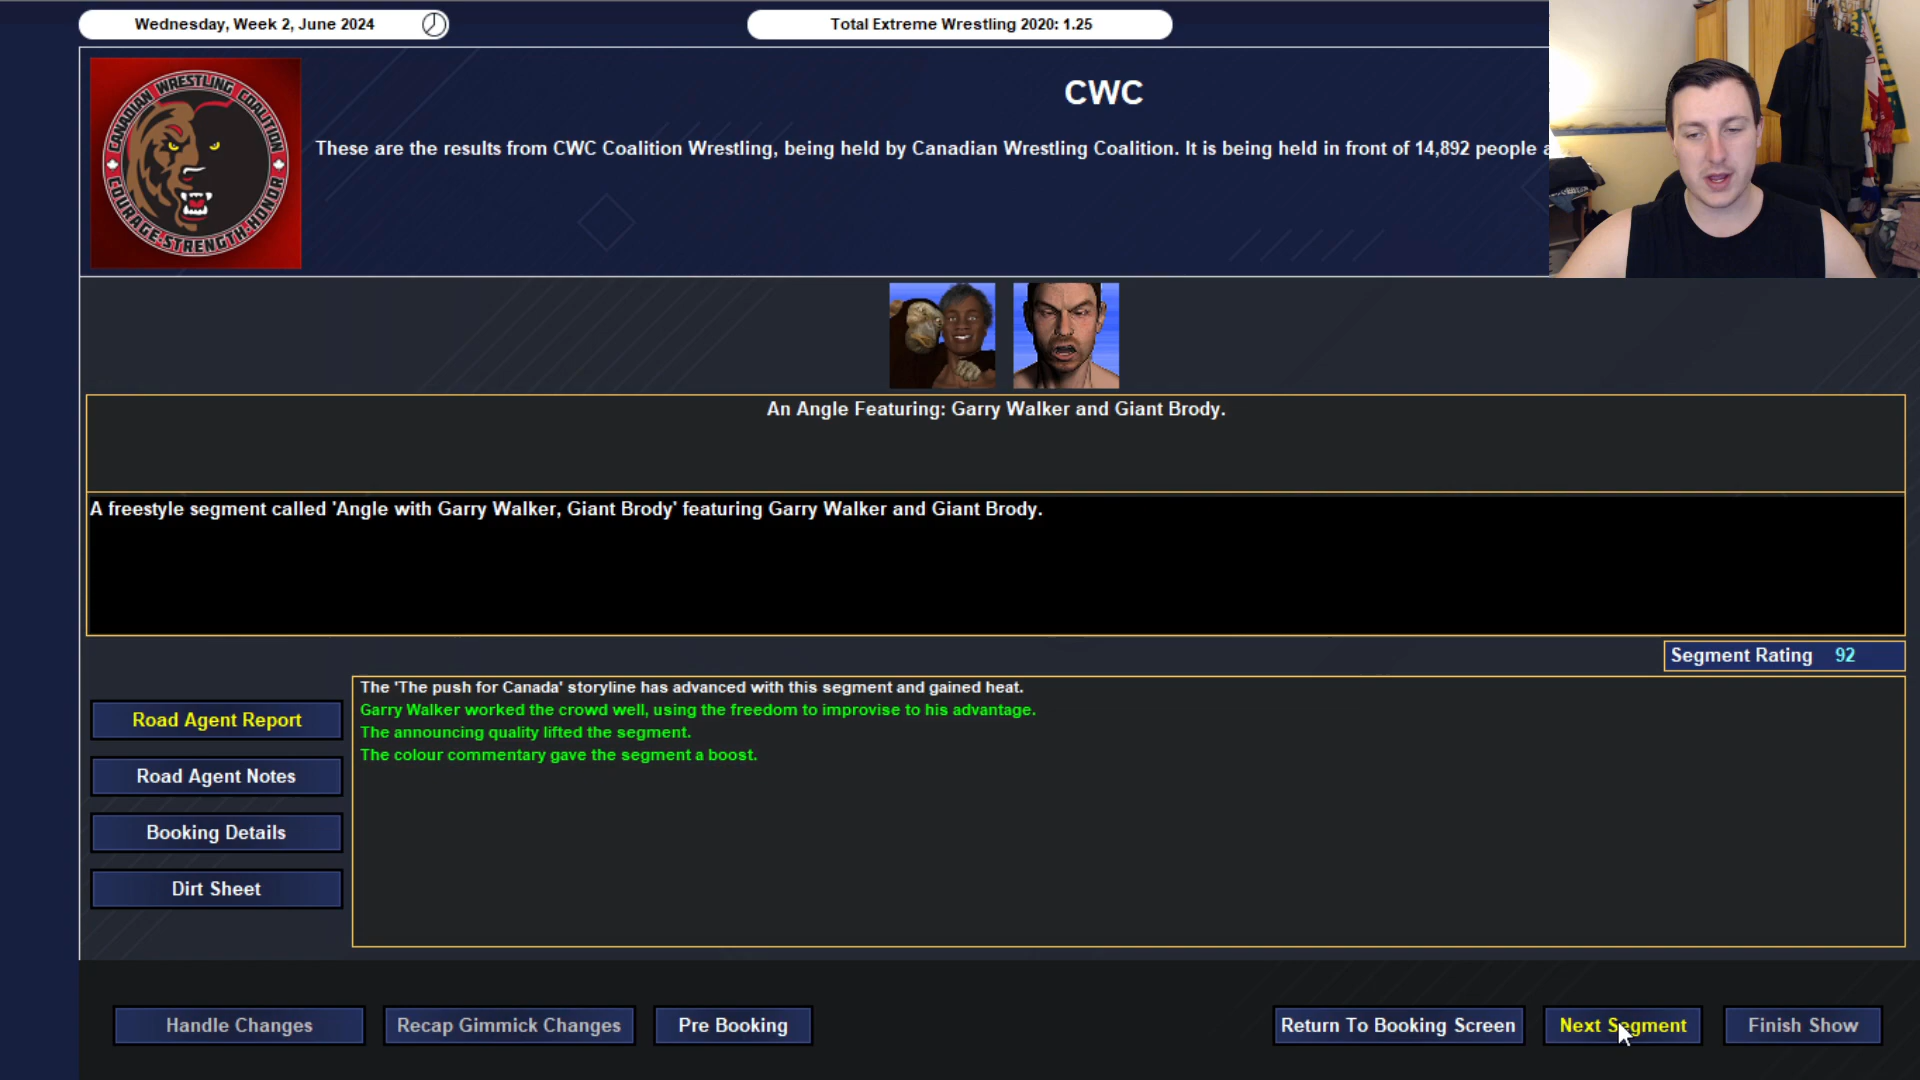 Wednesday, Week 2, June 2024
Total Extreme Wrestling 2020: 1.25
CANADIAN WRESTLING COALITION
COURAGE·STRENGTH·HONOR
CWC
These are the results from CWC Coalition Wrestling, being held by Canadian Wrestling Coalition. It is being held in front of 14,892 people a
An Angle Featuring: Garry Walker and Giant Brody.
A freestyle segment called 'Angle with Garry Walker, Giant Brody' featuring Garry Walker and Giant Brody.
Segment Rating 92
The 'The push for Canada' storyline has advanced with this segment and gained heat.
Garry Walker worked the crowd well, using the freedom to improvise to his advantage.
The announcing quality lifted the segment.
The colour commentary gave the segment a boost.
Road Agent Report
Road Agent Notes
Booking Details
Dirt Sheet
Handle Changes
Recap Gimmick Changes
Pre Booking
Return To Booking Screen
Next Segment
Finish Show